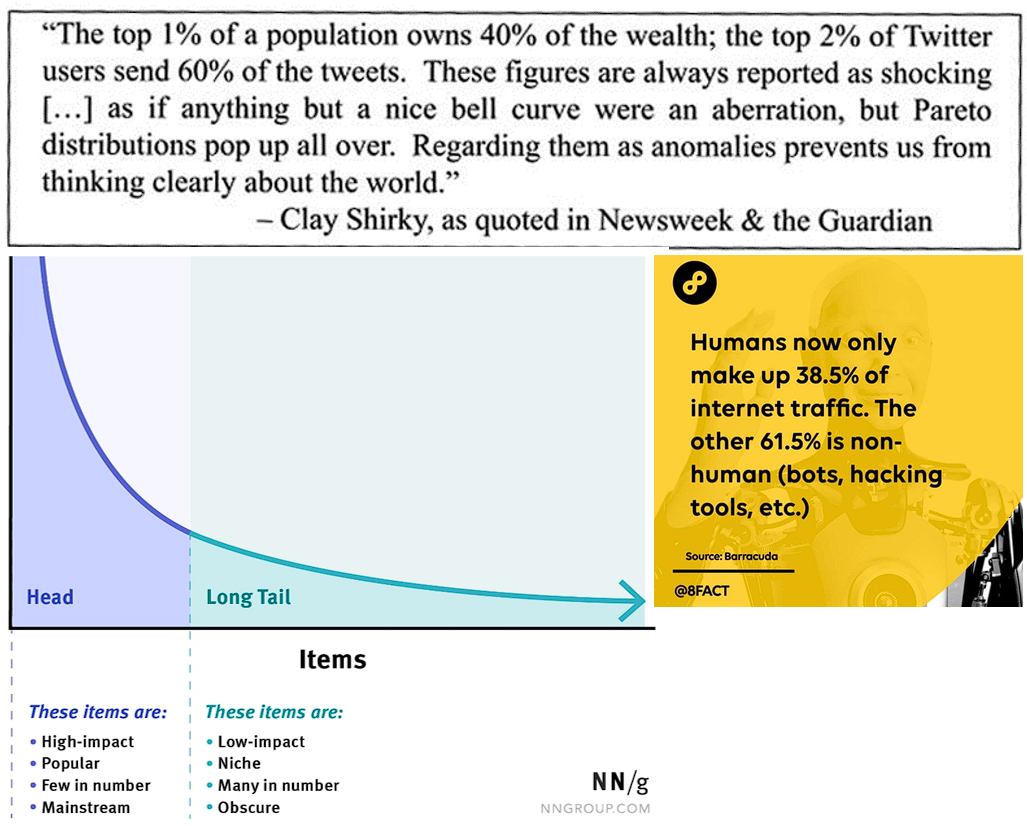 “The top 1% of a population owns 40% of the wealth; the top 2% of Twitter
users send 60% of the tweets. These figures are always reported as shocking
[…] as if anything but a nice bell curve were an aberration, but Pareto
distributions pop up all over. Regarding them as anomalies prevents us from
thinking clearly about the world.”
– Clay Shirky, as quoted in Newsweek & the Guardian
Head
Long Tail
Items
These items are:
• High-impact
• Popular
• Few in number
• Mainstream
These items are:
• Low-impact
• Niche
• Many in number
• Obscure
NN/g
NNGROUP.COM
Humans now only
make up 38.5% of
internet traffic. The
other 61.5% is non-
human (bots, hacking
tools, etc.)
Source: Barracuda
@8FACT